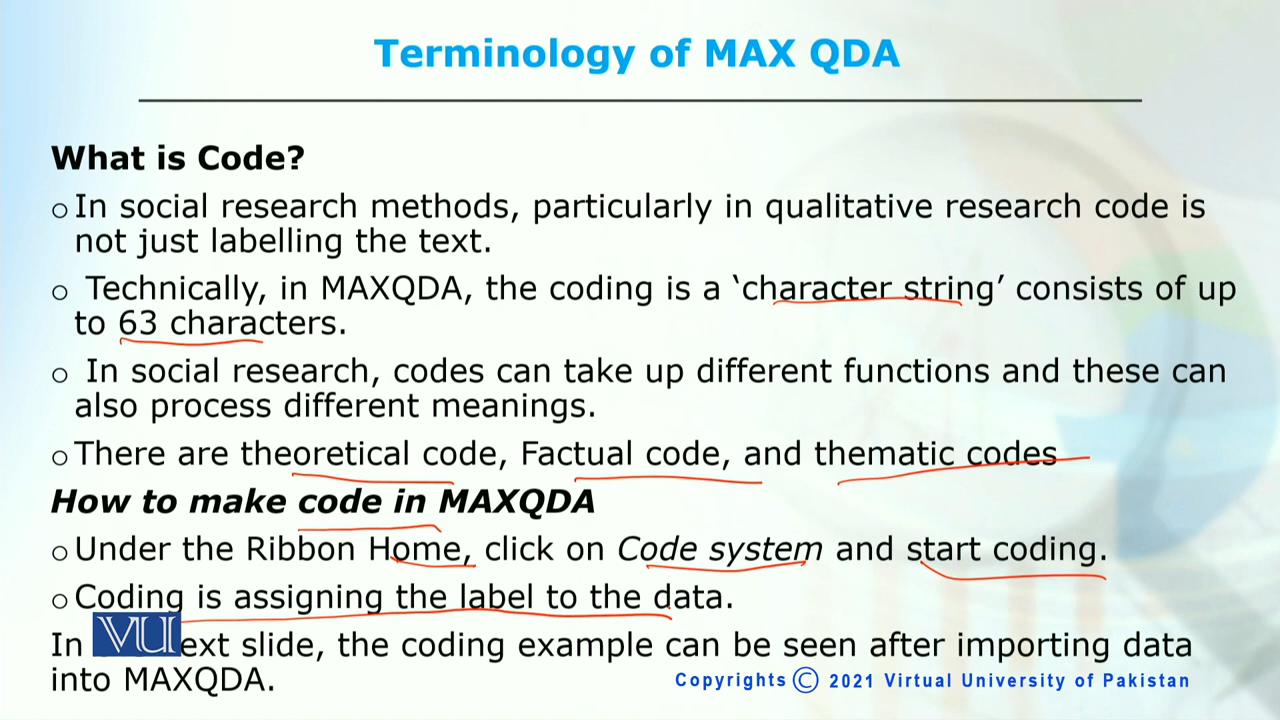 Terminology of MAX QDA
What is Code?
o In social research methods, particularly in qualitative research code is
not just labelling the text.
o Technically, in MAXQDA, the coding is a ‘character string’ consists of up
to 63 characters.
o In social research, codes can take up different functions and these can
also process different meanings.
o There are theoretical code, Factual code, and thematic codes
How to make code in MAXQDA
o Under the Ribbon Home, click on Code system and start coding.
o Coding is assigning the label to the data.
In VU ext slide, the coding example can be seen after importing data
into MAXQDA.
Copyrights © 2021 Virtual University of Pakistan